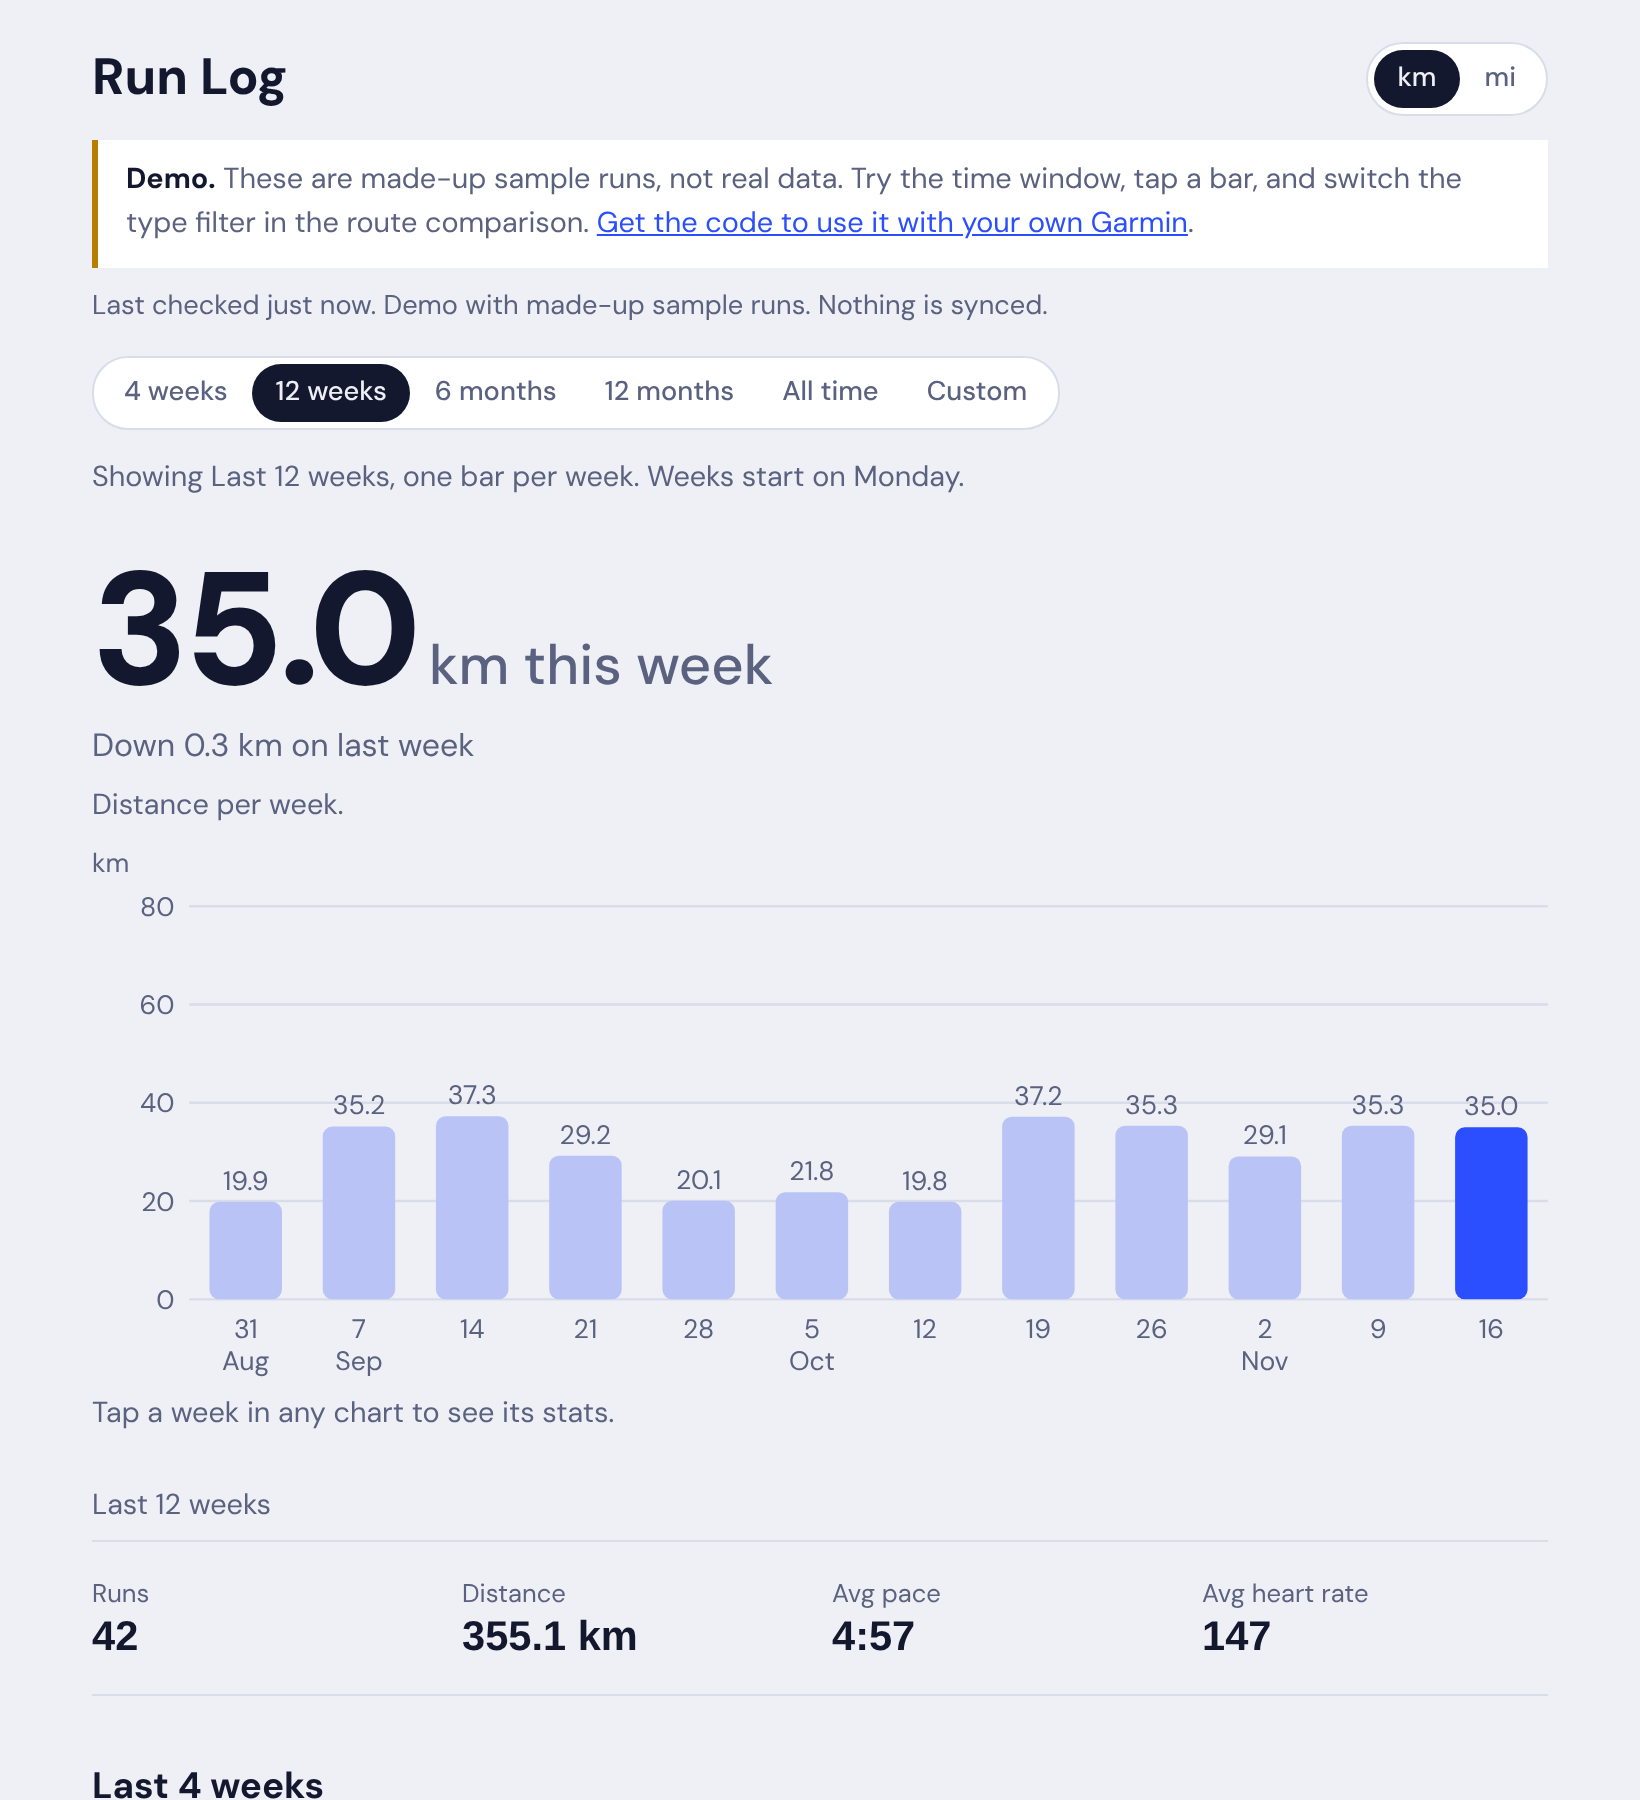 Run Log
km mi
Demo. These are made-up sample runs, not real data. Try the time window, tap a bar, and switch the
type filter in the route comparison. Get the code to use it with your own Garmin.
Last checked just now. Demo with made-up sample runs. Nothing is synced.
4 weeks 12 weeks 6 months 12 months All time Custom
Showing Last 12 weeks, one bar per week. Weeks start on Monday.
35.0 km this week
Down 0.3 km on last week
Distance per week.
km
80
60
40
20
0
19.9 35.2 37.3 29.2 20.1 21.8 19.8 37.2 35.3 29.1 35.3 35.0
31 7 14 21 28 5 12 19 26 2 9 16
Aug Sep Oct Nov
Tap a week in any chart to see its stats.
Last 12 weeks
Runs Distance Avg pace Avg heart rate
42 355.1 km 4:57 147
Last 4 weeks